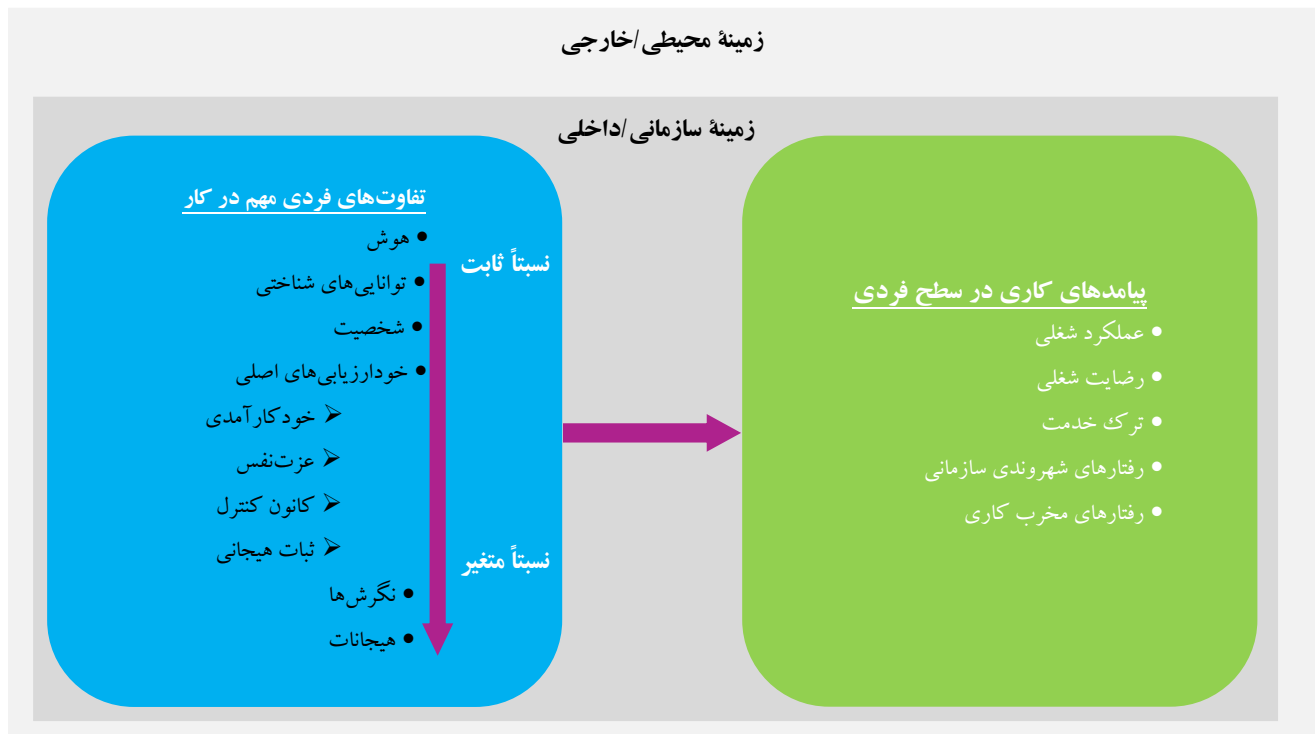 زمینۀ محیطی/خارجی
زمینۀ سازمانی/داخلی
تفاوت‌های فردی مهم در کار
• هوش
• توانایی‌های شناختی
• شخصیت
• خودارزیابی‌های اصلی
➢ خودکارآمدی
➢ عزت‌نفس
➢ کانون کنترل
➢ ثبات هیجانی
• نگرش‌ها
• هیجانات
نسبتاً ثابت
نسبتاً متغیر
پیامدهای کاری در سطح فردی
• عملکرد شغلی
• رضایت شغلی
• ترک خدمت
• رفتارهای شهروندی سازمانی
• رفتارهای مخرب کاری